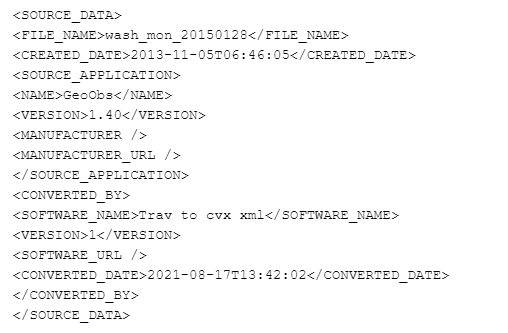 <SOURCE_DATA>
<FILE_NAME>wash_mon_20150128</FILE_NAME>
<CREATED_DATE>2013-11-05T06:46:05</CREATED_DATE>
<SOURCE_APPLICATION>
<NAME>GeoObs</NAME>
<VERSION>1.40</VERSION>
<MANUFACTURER />
<MANUFACTURER_URL />
</SOURCE_APPLICATION>
<CONVERTED_BY>
<SOFTWARE_NAME>Trav to cvx xml</SOFTWARE_NAME>
<VERSION>1</VERSION>
<SOFTWARE_URL />
<CONVERTED_DATE>2021-08-17T13:42:02</CONVERTED_DATE>
</CONVERTED_BY>
</SOURCE_DATA>